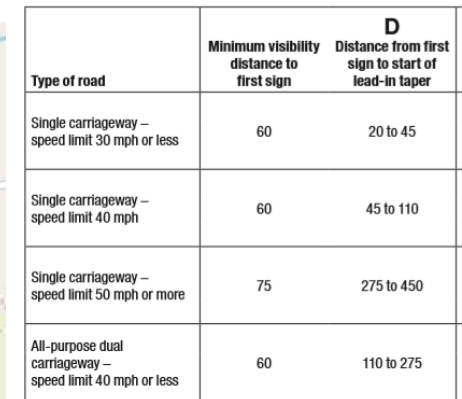 Type of road
Minimum visibility
distance to
first sign
D
Distance from first
sign to start of
lead-in taper
Single carriageway –
speed limit 30 mph or less
60
20 to 45
Single carriageway –
speed limit 40 mph
60
45 to 110
Single carriageway –
speed limit 50 mph or more
75
275 to 450
All-purpose dual
carriageway –
speed limit 40 mph or less
60
110 to 275